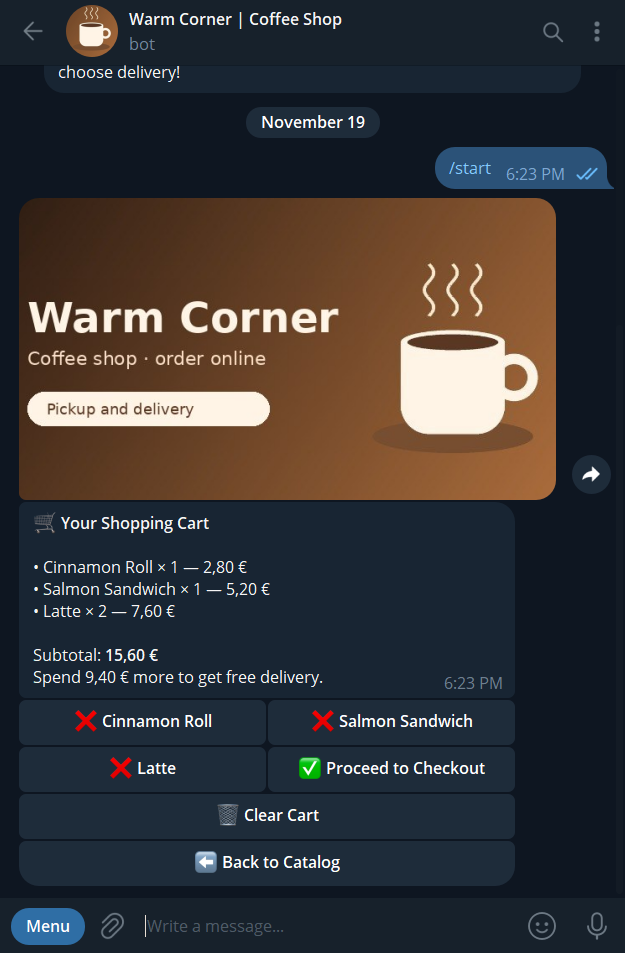 Warm Corner | Coffee Shop
bot
choose delivery!
November 19
/start 6:23 PM
Warm Corner
Coffee shop · order online
Pickup and delivery
🛒 Your Shopping Cart
• Cinnamon Roll × 1 — 2,80 €
• Salmon Sandwich × 1 — 5,20 €
• Latte × 2 — 7,60 €
Subtotal: 15,60 €
Spend 9,40 € more to get free delivery.
6:23 PM
❌ Cinnamon Roll
❌ Salmon Sandwich
❌ Latte
✅ Proceed to Checkout
🗑 Clear Cart
⬅️ Back to Catalog
Menu
Write a message...